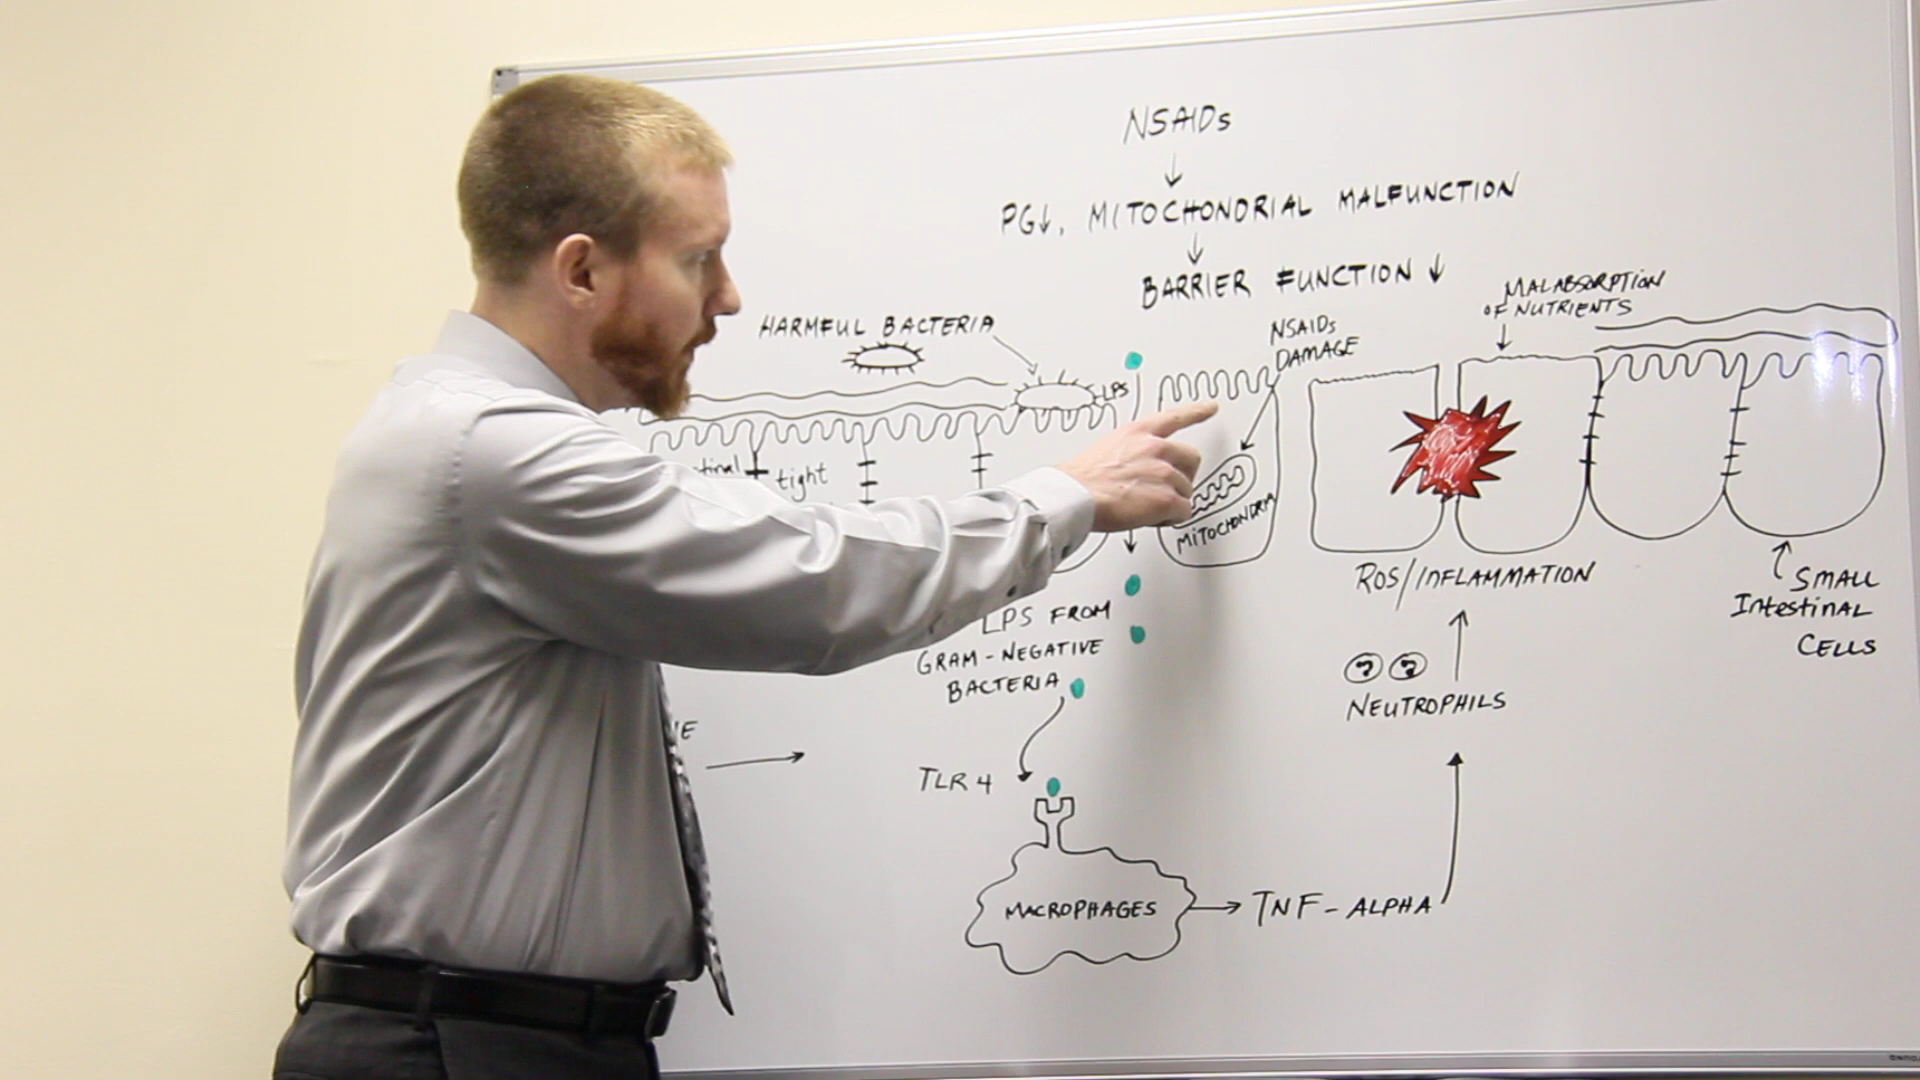 NSAIDs
PG↓, MITOCHONDRIAL MALFUNCTION
BARRIER FUNCTION ↓
MALABSORPTION
OF NUTRIENTS
HARMFUL BACTERIA
NSAIDs
DAMAGE
LPS
tight
MITOCHONDRIA
ROS/INFLAMMATION
SMALL
INTESTINAL
CELLS
LPS FROM
GRAM-NEGATIVE
BACTERIA
NEUTROPHILS
TLR 4
MACROPHAGES
TNF-ALPHA